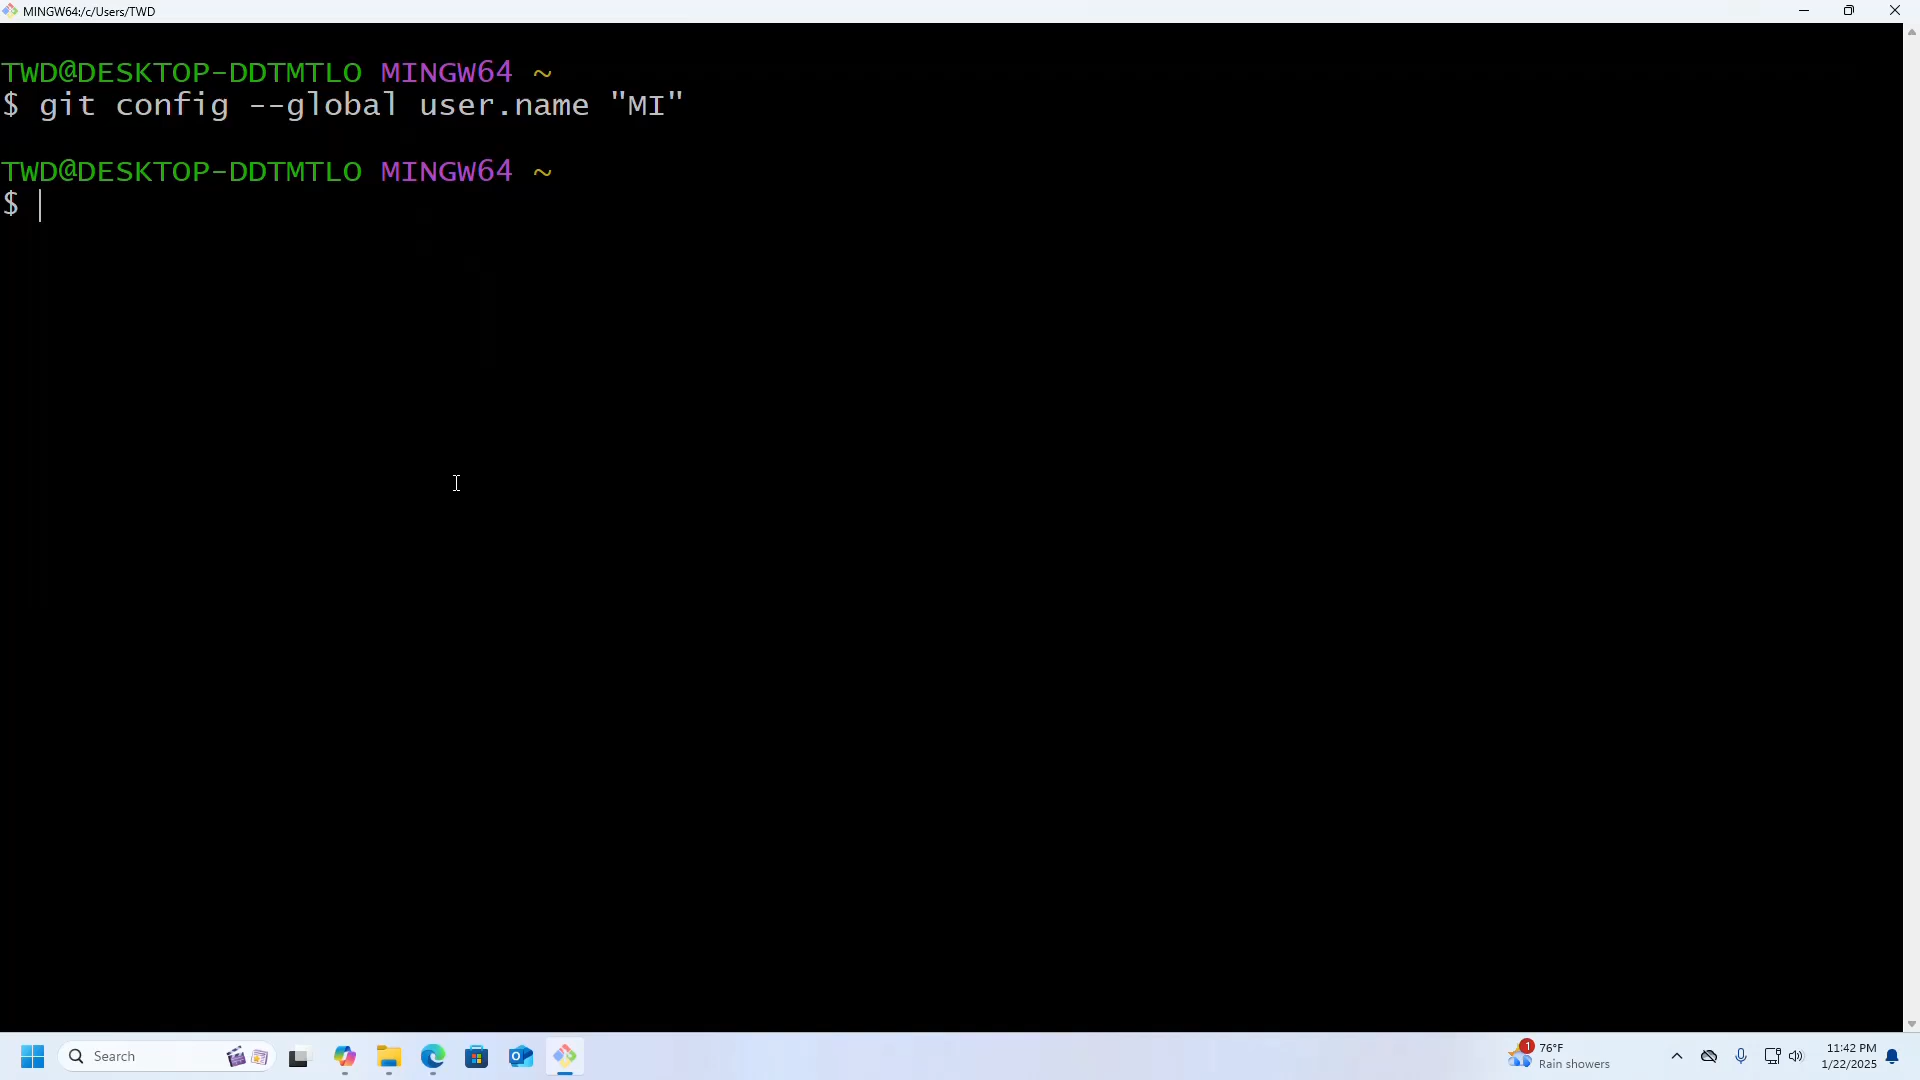 MINGW64:/c/Users/TWD
TWD@DESKTOP-DDTMTLO MINGW64 ~
$ git config --global user.name "MI"
TWD@DESKTOP-DDTMTLO MINGW64 ~
$
Search
1
76°F
Rain showers
11:42 PM
1/22/2025